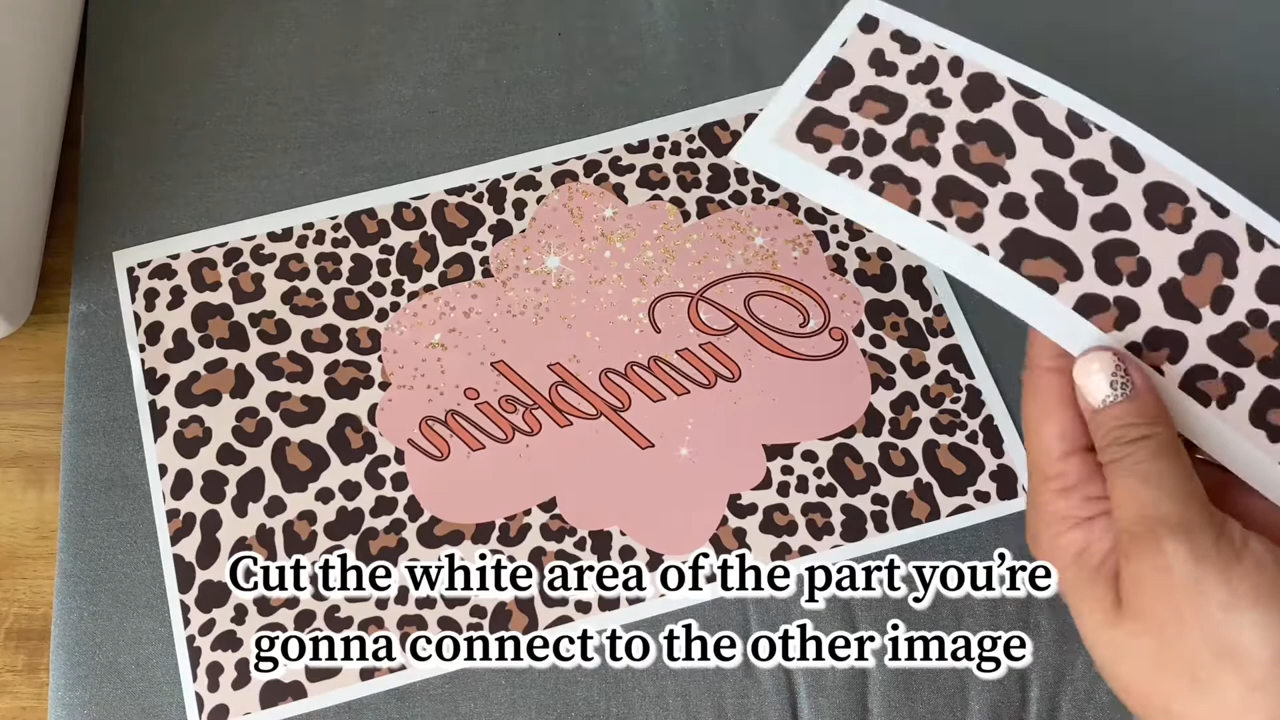 Pumpkin
Cut the white area of the part you’re
gonna connect to the other image